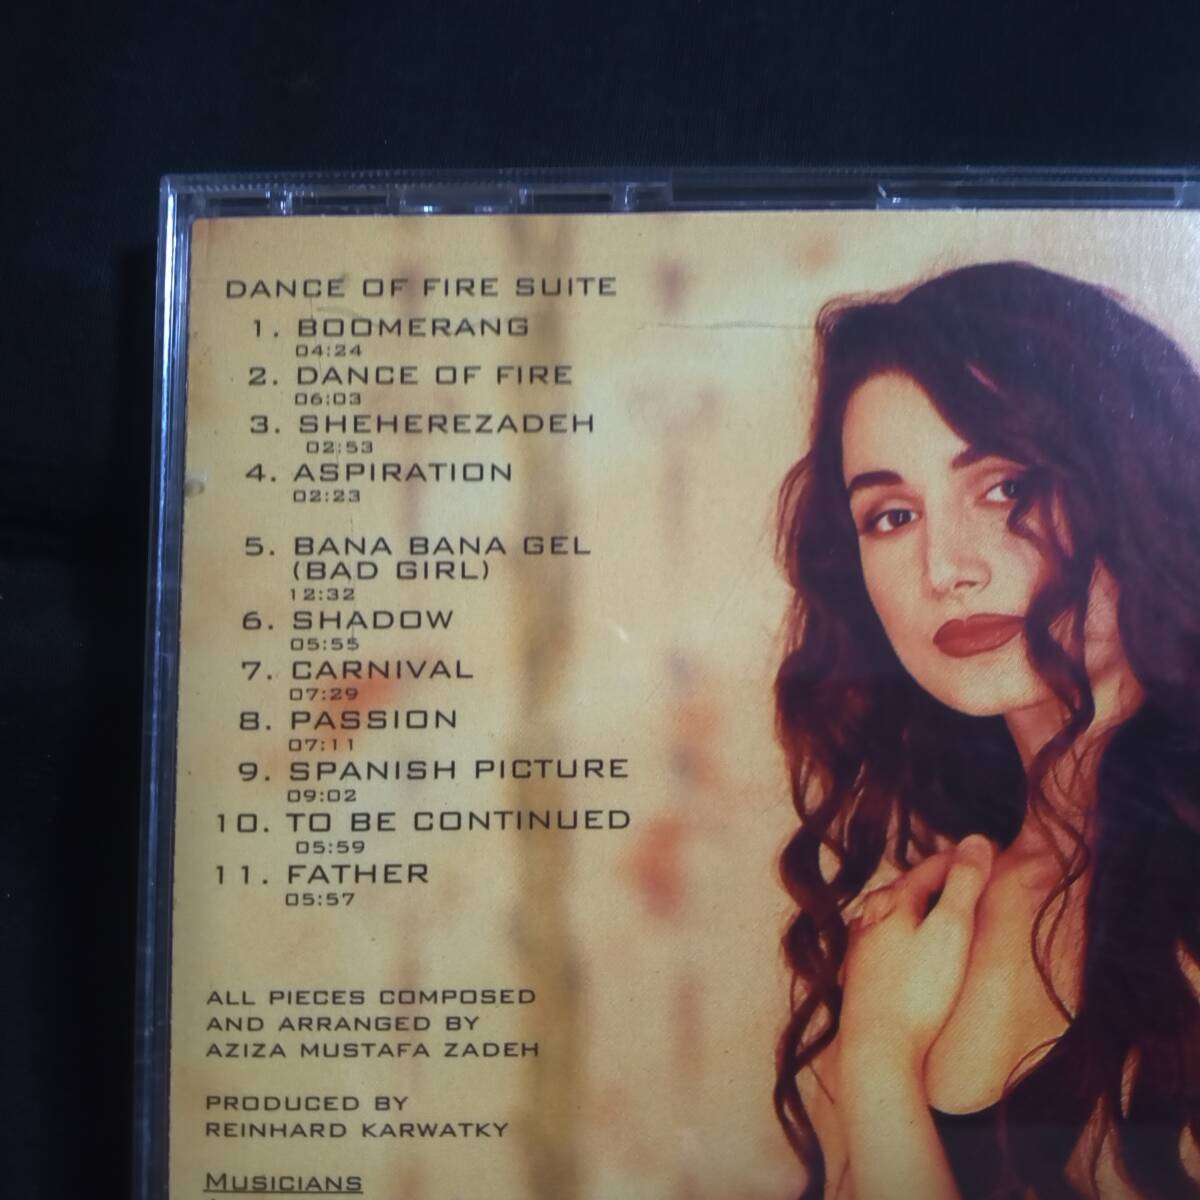 DANCE OF FIRE SUITE
1. BOOMERANG
04:24
2. DANCE OF FIRE
06:03
3. SHEHEREZADEH
02:53
4. ASPIRATION
02:23
5. BANA BANA GEL
(BAD GIRL)
12:32
6. SHADOW
05:55
7. CARNIVAL
07:29
8. PASSION
07:11
9. SPANISH PICTURE
09:02
10. TO BE CONTINUED
05:59
11. FATHER
05:57
ALL PIECES COMPOSED
AND ARRANGED BY
AZIZA MUSTAFA ZADEH
PRODUCED BY
REINHARD KARWATKY
MUSICIANS